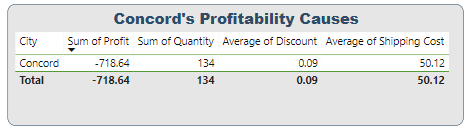 Concord's Profitability Causes
City Sum of Profit Sum of Quantity Average of Discount Average of Shipping Cost
Concord -718.64 134 0.09 50.12
Total -718.64 134 0.09 50.12